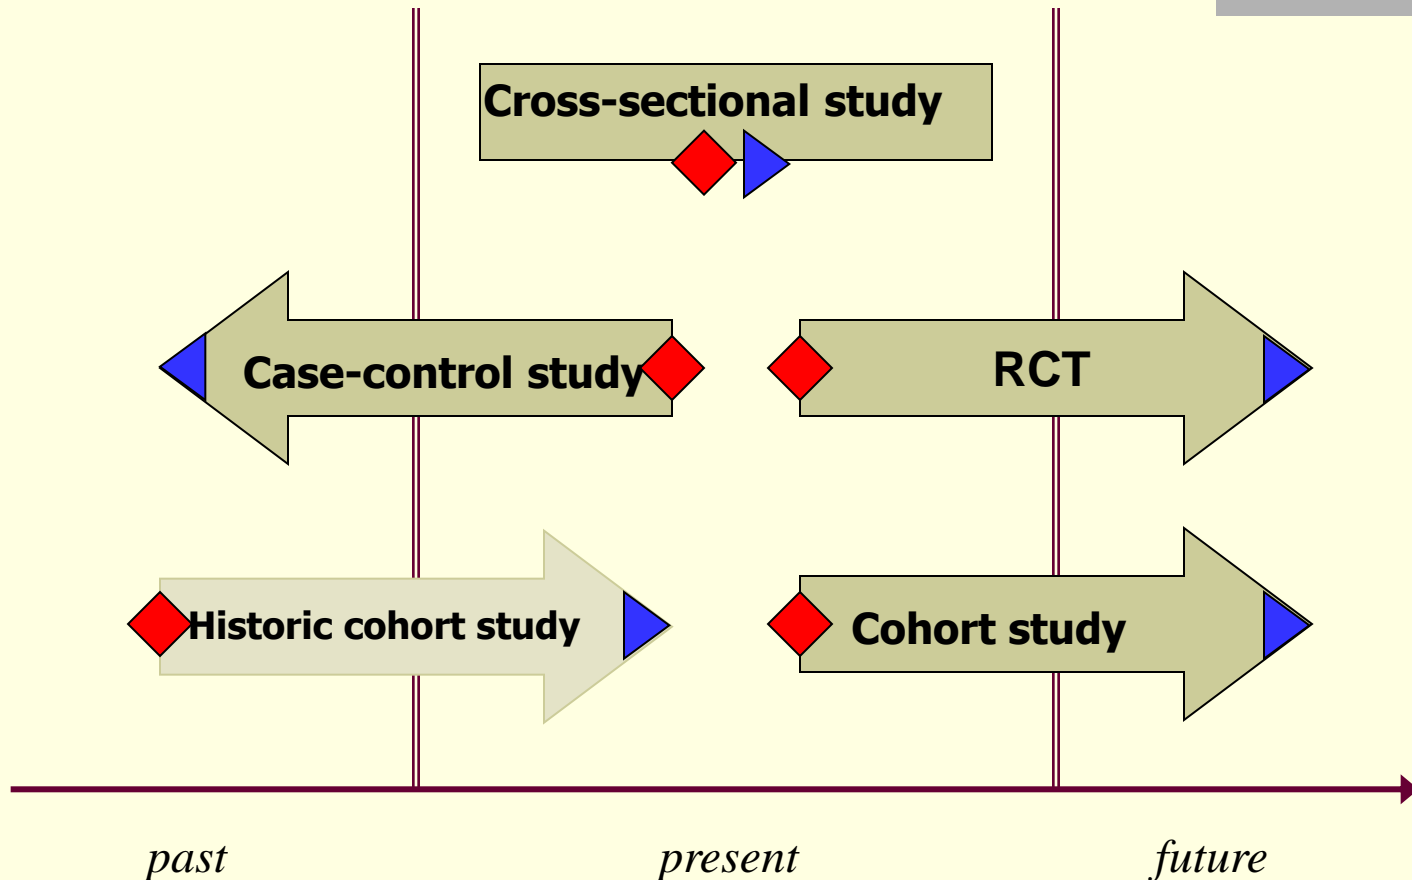 Cross-sectional study
Case-control study
RCT
Historic cohort study
Cohort study
past
present
future